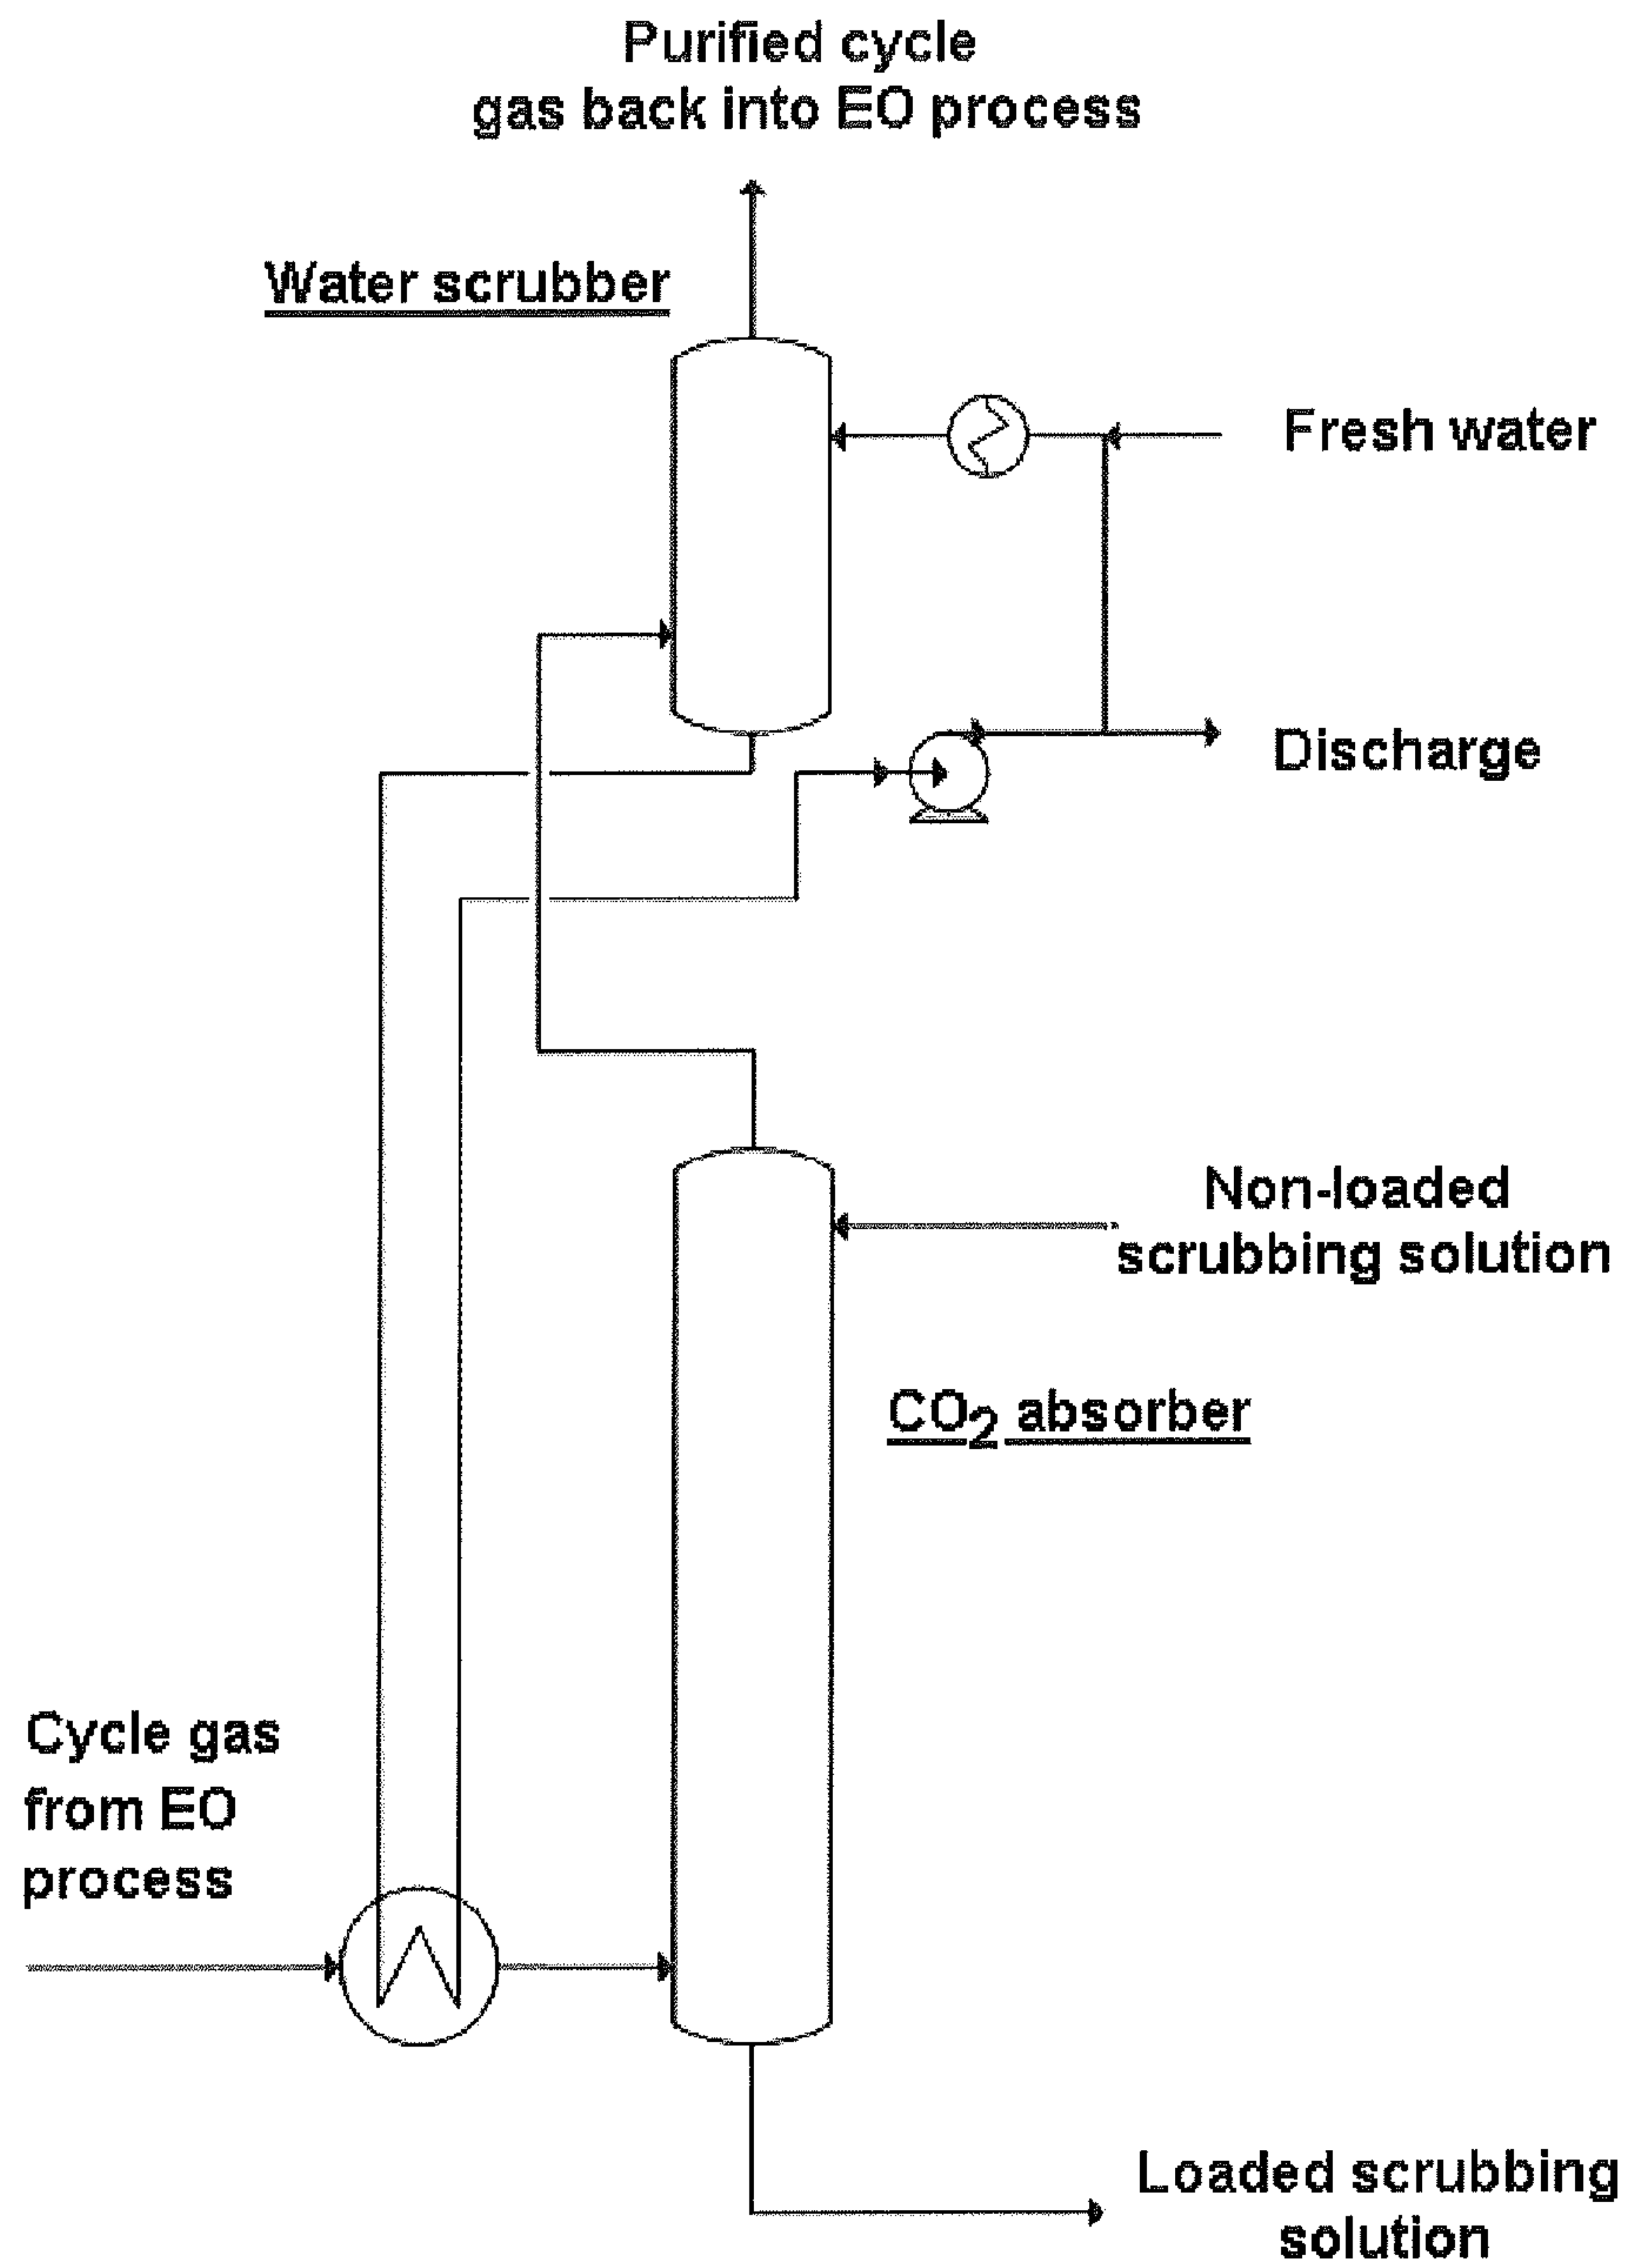 Purified cycle
gas back into EO process
Water scrubber
Fresh water
Discharge
Non-loaded
scrubbing solution
CO₂ absorber
Cycle gas
from EO
process
Loaded scrubbing
solution